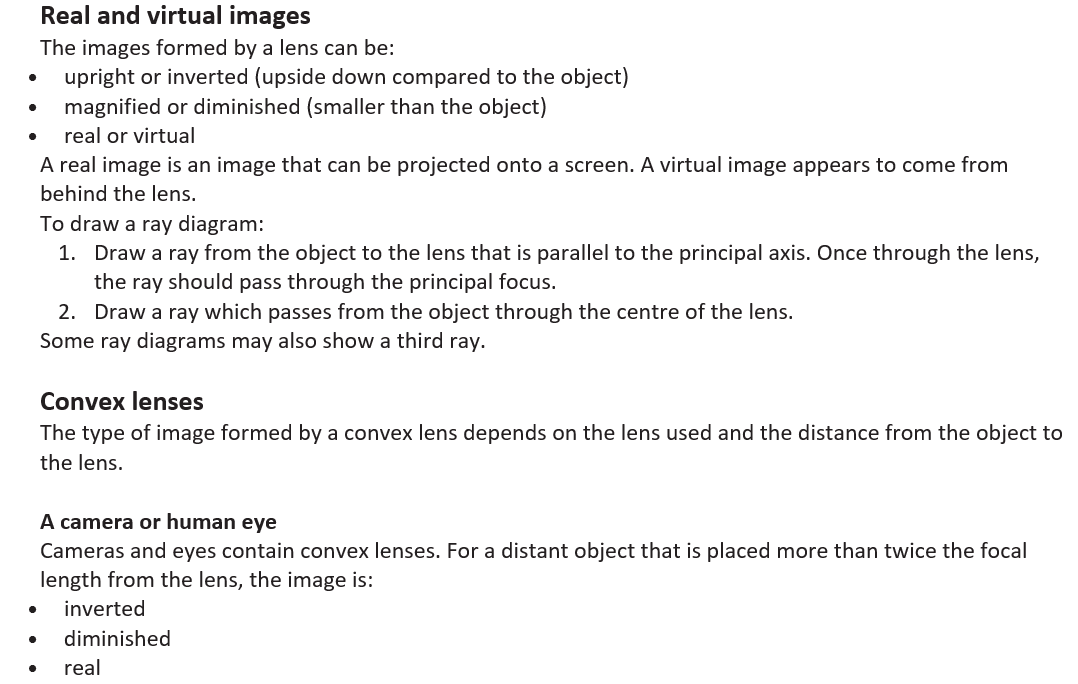 Real and virtual images
The images formed by a lens can be:
• upright or inverted (upside down compared to the object)
• magnified or diminished (smaller than the object)
• real or virtual
A real image is an image that can be projected onto a screen. A virtual image appears to come from
behind the lens.
To draw a ray diagram:
1. Draw a ray from the object to the lens that is parallel to the principal axis. Once through the lens,
the ray should pass through the principal focus.
2. Draw a ray which passes from the object through the centre of the lens.
Some ray diagrams may also show a third ray.
Convex lenses
The type of image formed by a convex lens depends on the lens used and the distance from the object to
the lens.
A camera or human eye
Cameras and eyes contain convex lenses. For a distant object that is placed more than twice the focal
length from the lens, the image is:
• inverted
• diminished
• real